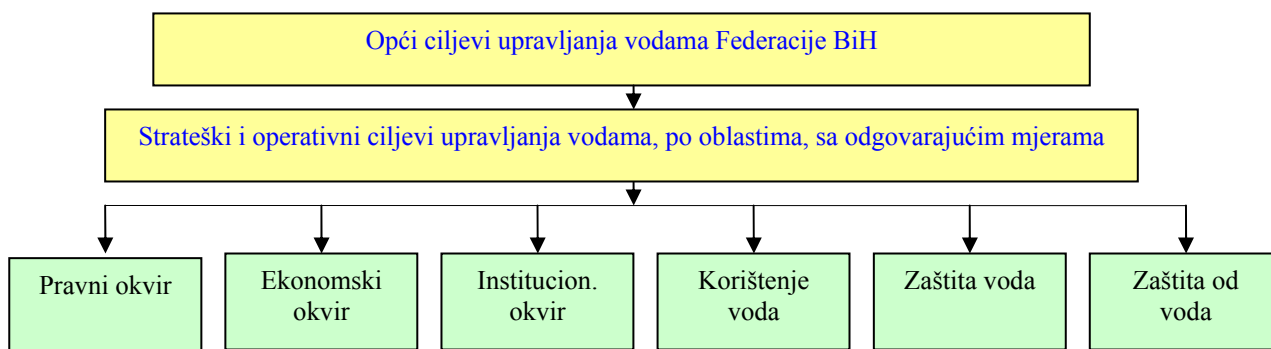 Opći ciljevi upravljanja vodama Federacije BiH
Strateški i operativni ciljevi upravljanja vodama, po oblastima, sa odgovarajućim mjerama
Pravni okvir
Ekonomski
okvir
Institucion.
okvir
Korištenje
voda
Zaštita voda
Zaštita od
voda